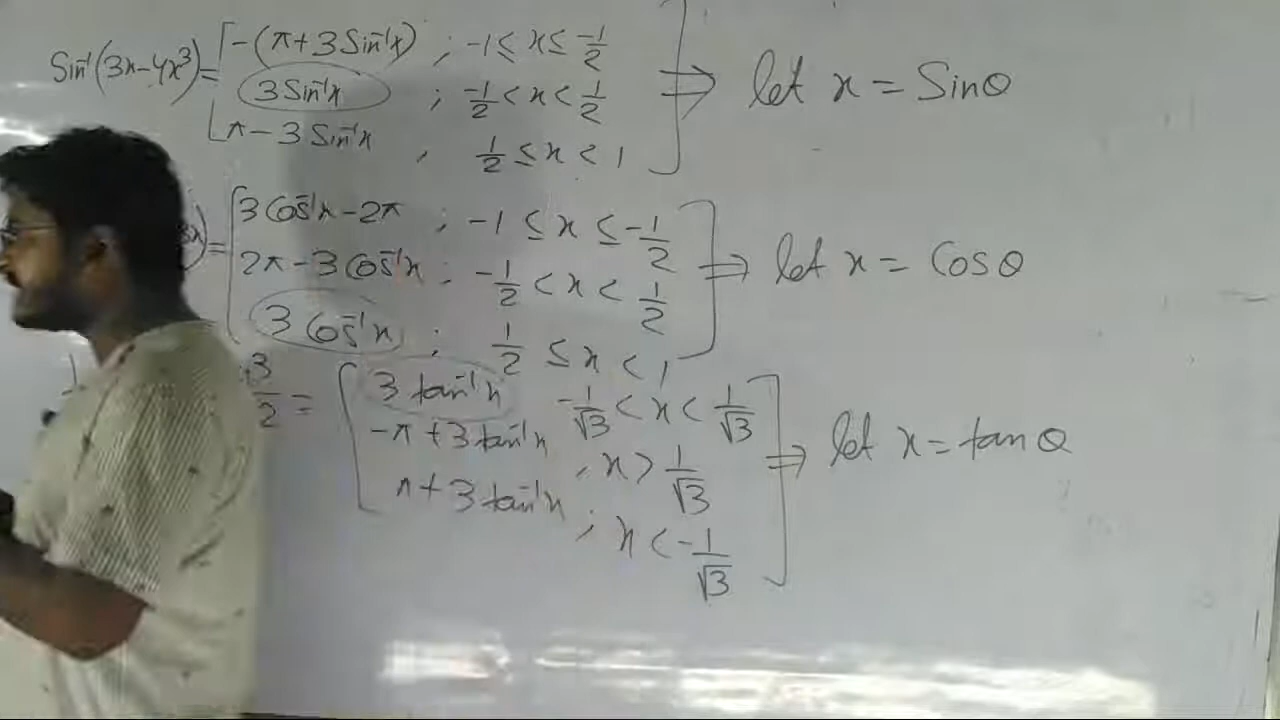 Sin⁻¹(3x-4x³) = -(π+3Sin⁻¹x) ; -1 ≤ x ≤ -1/2
3Sin⁻¹x ; -1/2 < x < 1/2 ⇒ let x = Sinθ
π - 3Sin⁻¹x , 1/2 ≤ x < 1
3Cos⁻¹x - 2π ; -1 ≤ x ≤ -1/2
x) = 2π - 3Cos⁻¹x ; -1/2 < x < 1/2 ⇒ let x = Cosθ
3Cos⁻¹x ; 1/2 ≤ x < 1
3/2 = 3tan⁻¹x -1/√3 < x < 1/√3
-π + 3tan⁻¹x , x > 1/√3 ⇒ let x = tanθ
π + 3tan⁻¹x ; x < -1/√3